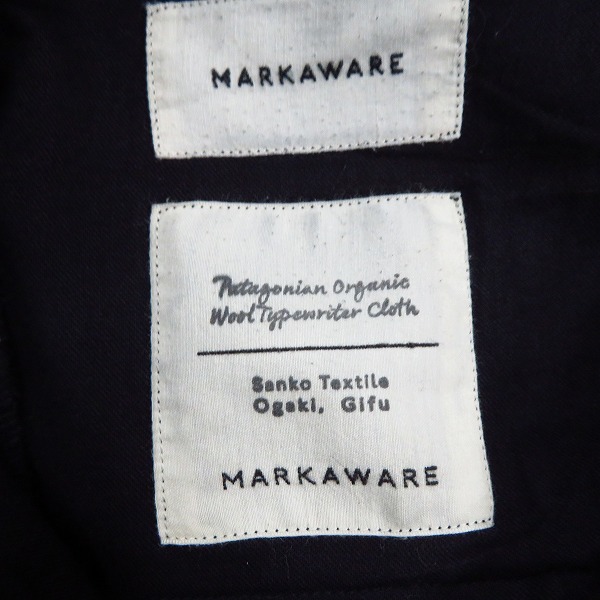 MARKAWARE
Patagonian Organic
Wool Typewriter Cloth
Sanko Textile
Ogaki, Gifu
MARKAWARE